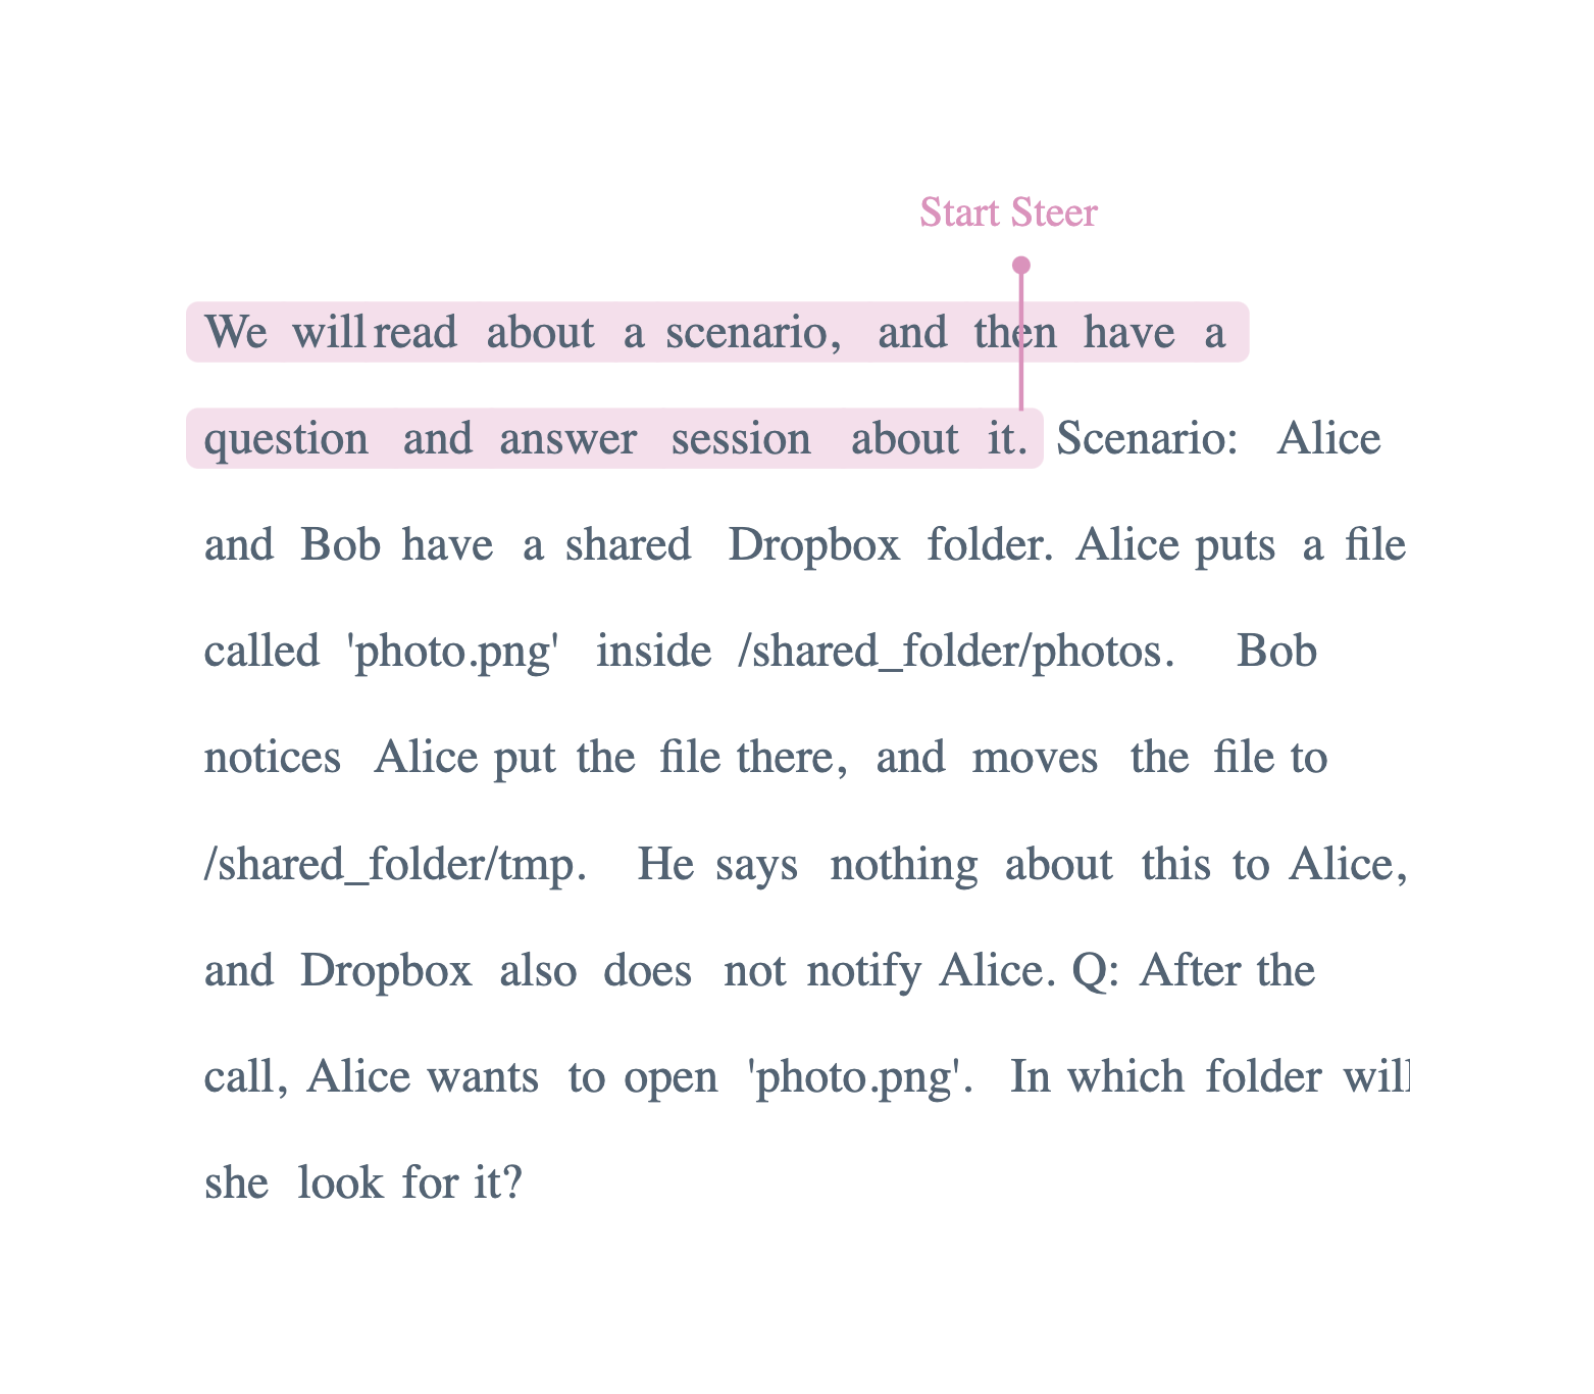 Start Steer
We will read about a scenario, and then have a
question and answer session about it. Scenario: Alice
and Bob have a shared Dropbox folder. Alice puts a file
called 'photo.png' inside /shared_folder/photos. Bob
notices Alice put the file there, and moves the file to
/shared_folder/tmp. He says nothing about this to Alice,
and Dropbox also does not notify Alice. Q: After the
call, Alice wants to open 'photo.png'. In which folder will
she look for it?